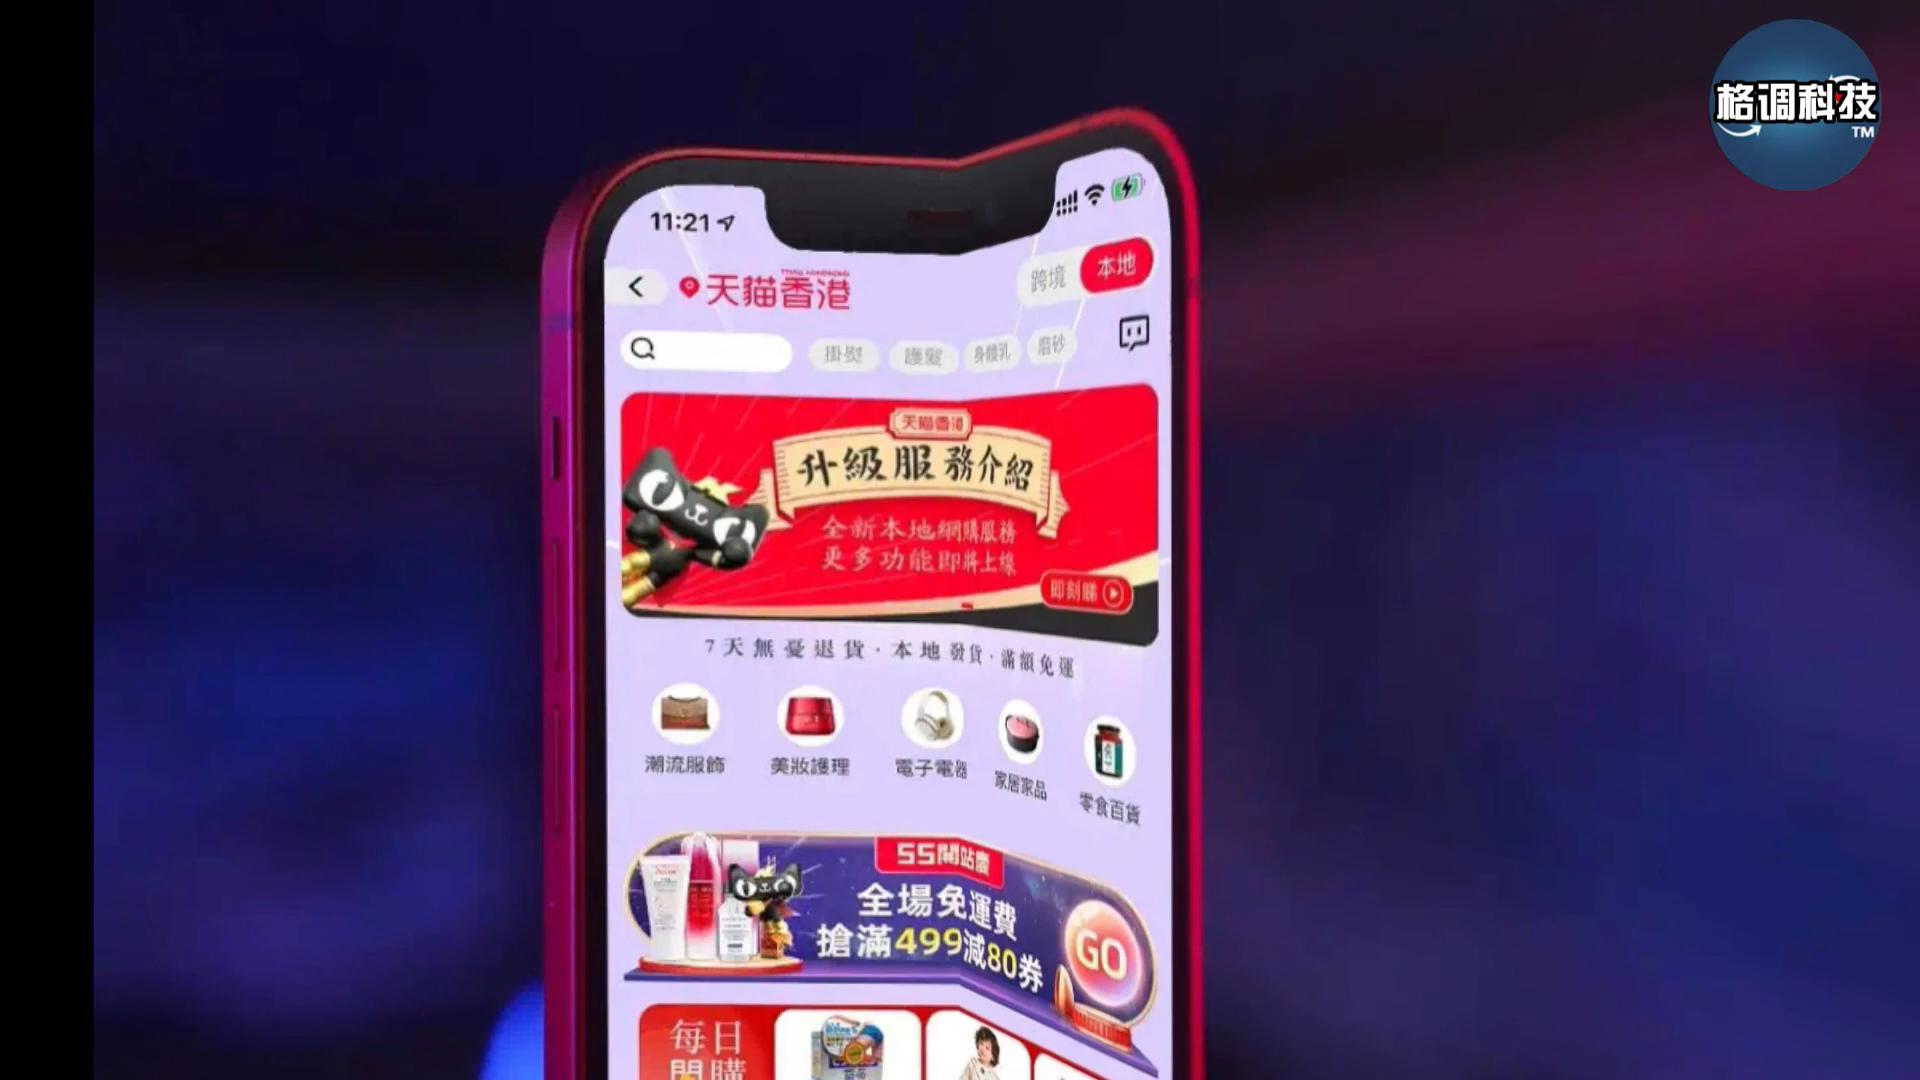 格调科技
TM
11:21
天貓香港
跨境
本地
掛熨
護髮
身體乳
磨砂
天貓香港
升級服務介紹
全新本地網購服務
更多功能即將上線
即刻睇
7天無憂退貨·本地發貨·滿額免運
潮流服飾
美妝護理
電子電器
家居家品
零食百貨
55開站慶
全場免運費
搶滿499減80券
GO
每日